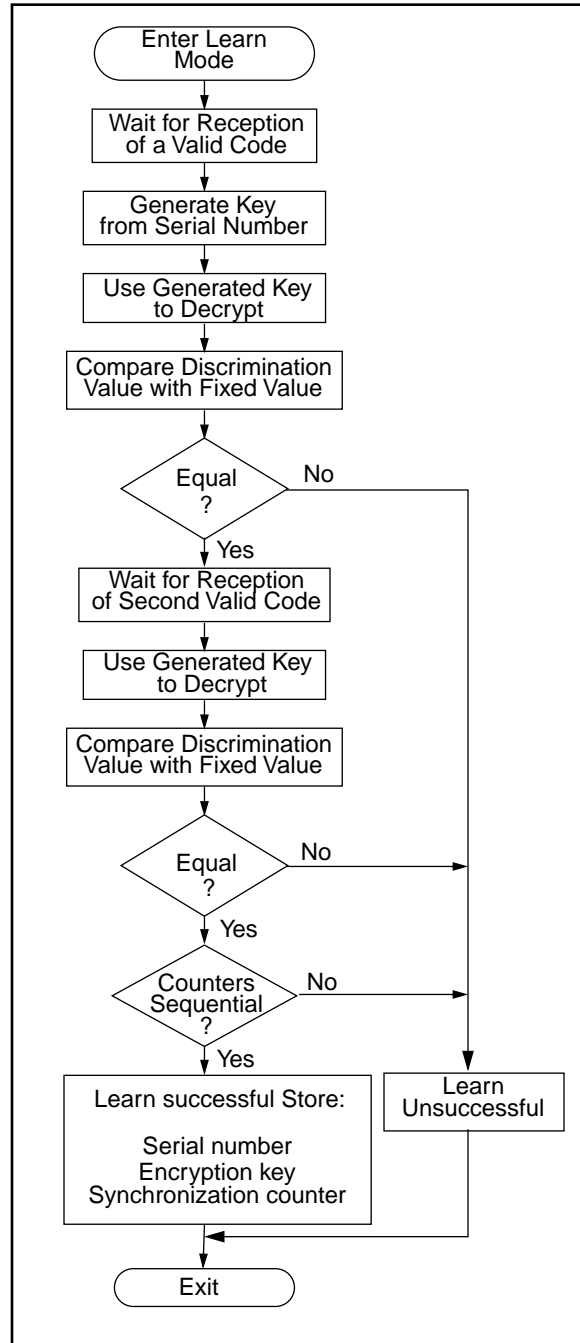 Enter Learn
Mode
Wait for Reception
of a Valid Code
Generate Key
from Serial Number
Use Generated Key
to Decrypt
Compare Discrimination
Value with Fixed Value
Equal
?
No
Yes
Wait for Reception
of Second Valid Code
Use Generated Key
to Decrypt
Compare Discrimination
Value with Fixed Value
Equal
?
No
Yes
Counters
Sequential
?
No
Yes
Learn successful Store:
Serial number
Encryption key
Synchronization counter
Learn
Unsuccessful
Exit